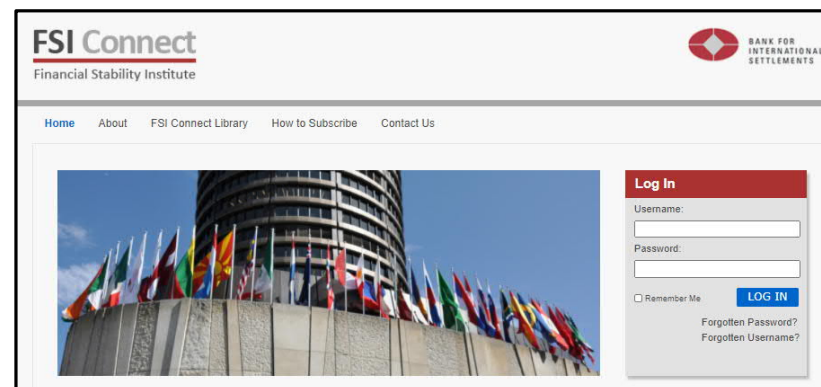 FSI Connect
Financial Stability Institute
BANK FOR
INTERNATIONAL
SETTLEMENTS
Home About FSI Connect Library How to Subscribe Contact Us
Log In
Username:
Password:
Remember Me LOG IN
Forgotten Password?
Forgotten Username?